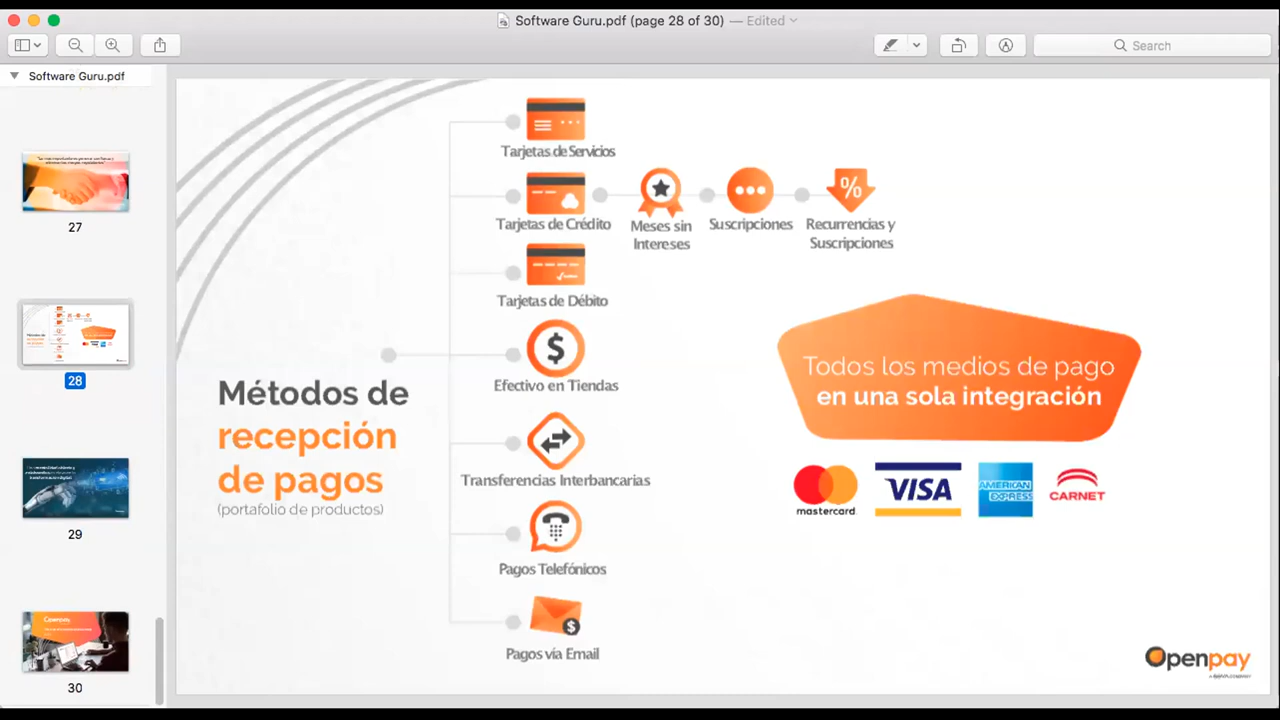 Software Guru.pdf (page 28 of 30) — Edited
Search
Software Guru.pdf
27
28
29
30
Tarjetas de Servicios
Tarjetas de Crédito
Meses sin
Intereses
Suscripciones
Recurrencias y
Suscripciones
Tarjetas de Débito
Efectivo en Tiendas
Transferencias Interbancarias
Pagos Telefónicos
Pagos vía Email
Métodos de
recepción
de pagos
(portafolio de productos)
Todos los medios de pago
en una sola integración
mastercard
VISA
AMERICAN
EXPRESS
CARNET
Openpay